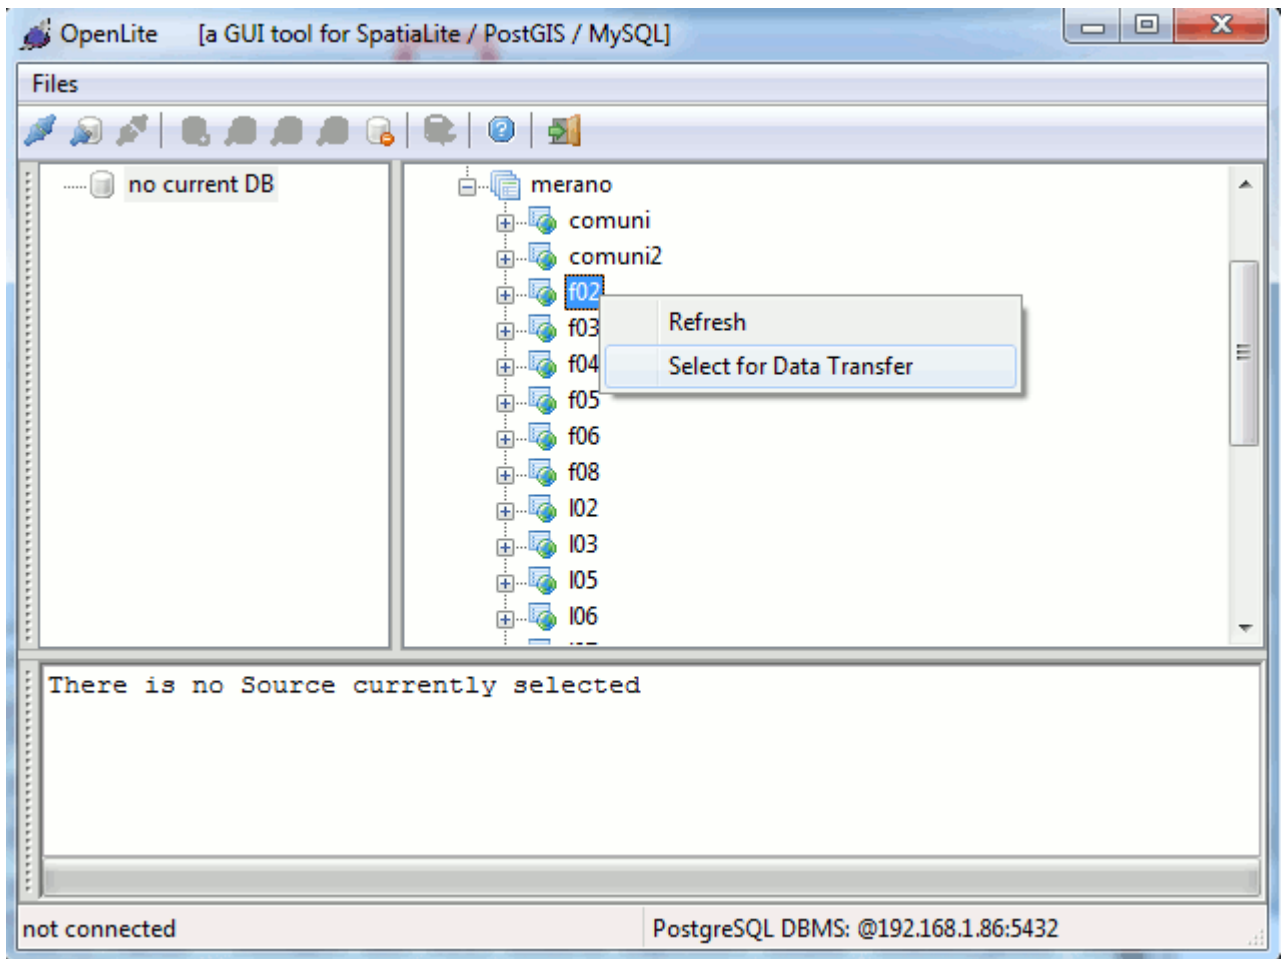 OpenLite [a GUI tool for SpatiaLite / PostGIS / MySQL]
Files
no current DB
merano
comuni
comuni2
f02
f03
Refresh
f04
Select for Data Transfer
f05
f06
f08
l02
l03
l05
l06
There is no Source currently selected
not connected
PostgreSQL DBMS: @192.168.1.86:5432